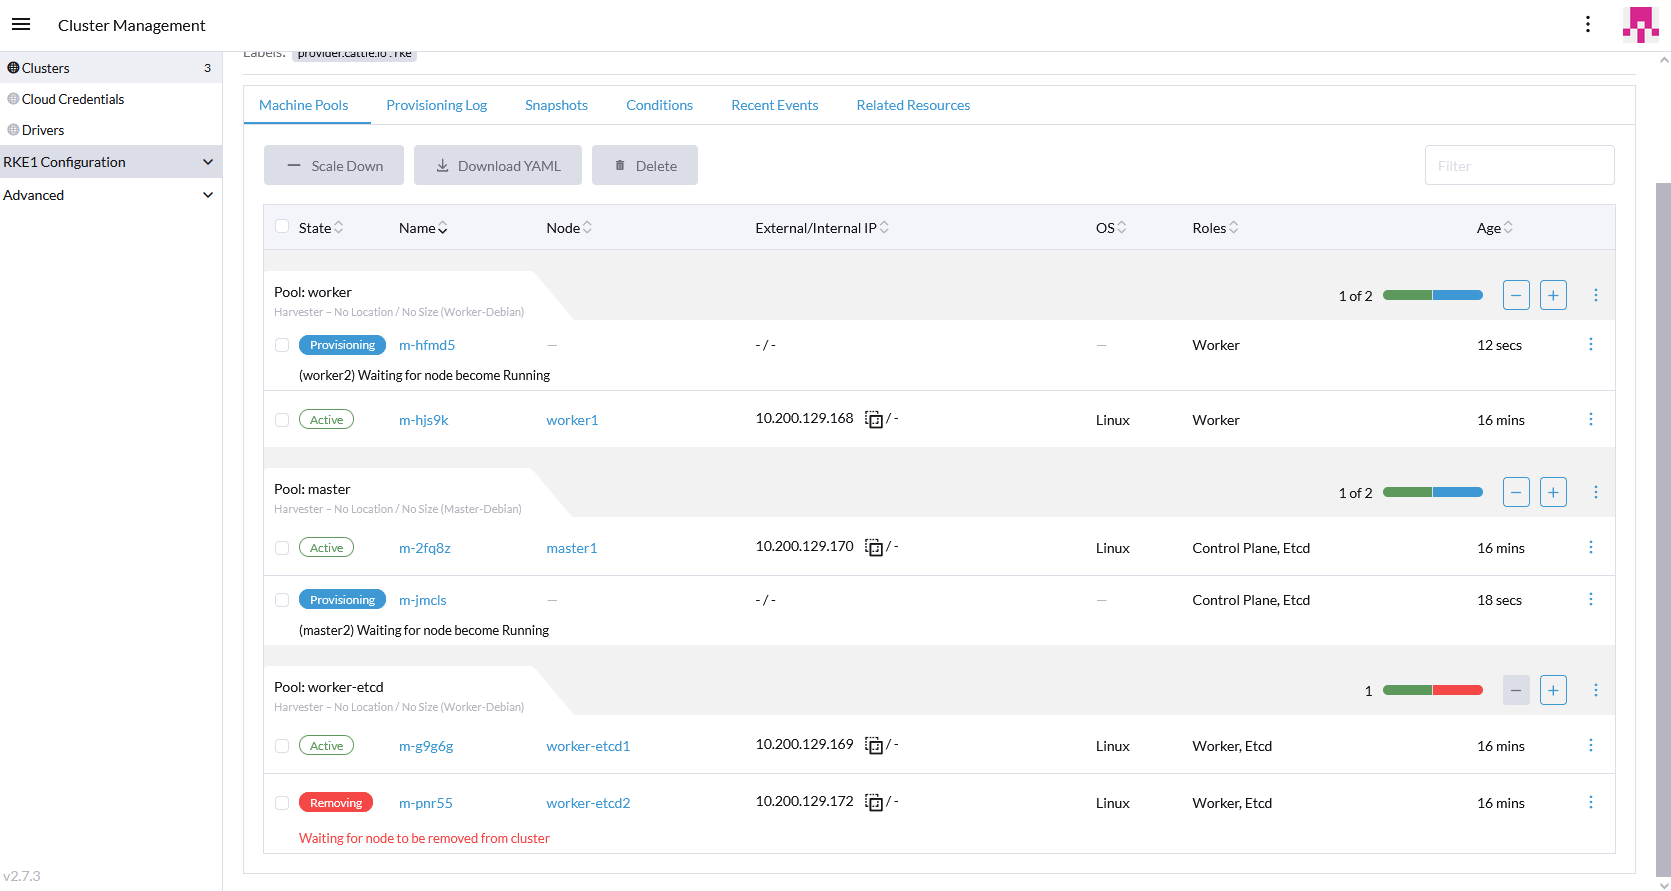 Cluster Management
Labels: provider.cattle.io : rke
Clusters 3
Cloud Credentials
Drivers
RKE1 Configuration
Advanced
Machine Pools Provisioning Log Snapshots Conditions Recent Events Related Resources
Scale Down Download YAML Delete Filter
State Name Node External/Internal IP OS Roles Age
Pool: worker
Harvester – No Location / No Size (Worker-Debian)
1 of 2
Provisioning m-hfmd5 — - / - — Worker 12 secs
(worker2) Waiting for node become Running
Active m-hjs9k worker1 10.200.129.168 / - Linux Worker 16 mins
Pool: master
Harvester – No Location / No Size (Master-Debian)
1 of 2
Active m-2fq8z master1 10.200.129.170 / - Linux Control Plane, Etcd 16 mins
Provisioning m-jmcls — - / - — Control Plane, Etcd 18 secs
(master2) Waiting for node become Running
Pool: worker-etcd
Harvester – No Location / No Size (Worker-Debian)
1
Active m-g9g6g worker-etcd1 10.200.129.169 / - Linux Worker, Etcd 16 mins
Removing m-pnr55 worker-etcd2 10.200.129.172 / - Linux Worker, Etcd 16 mins
Waiting for node to be removed from cluster
v2.7.3